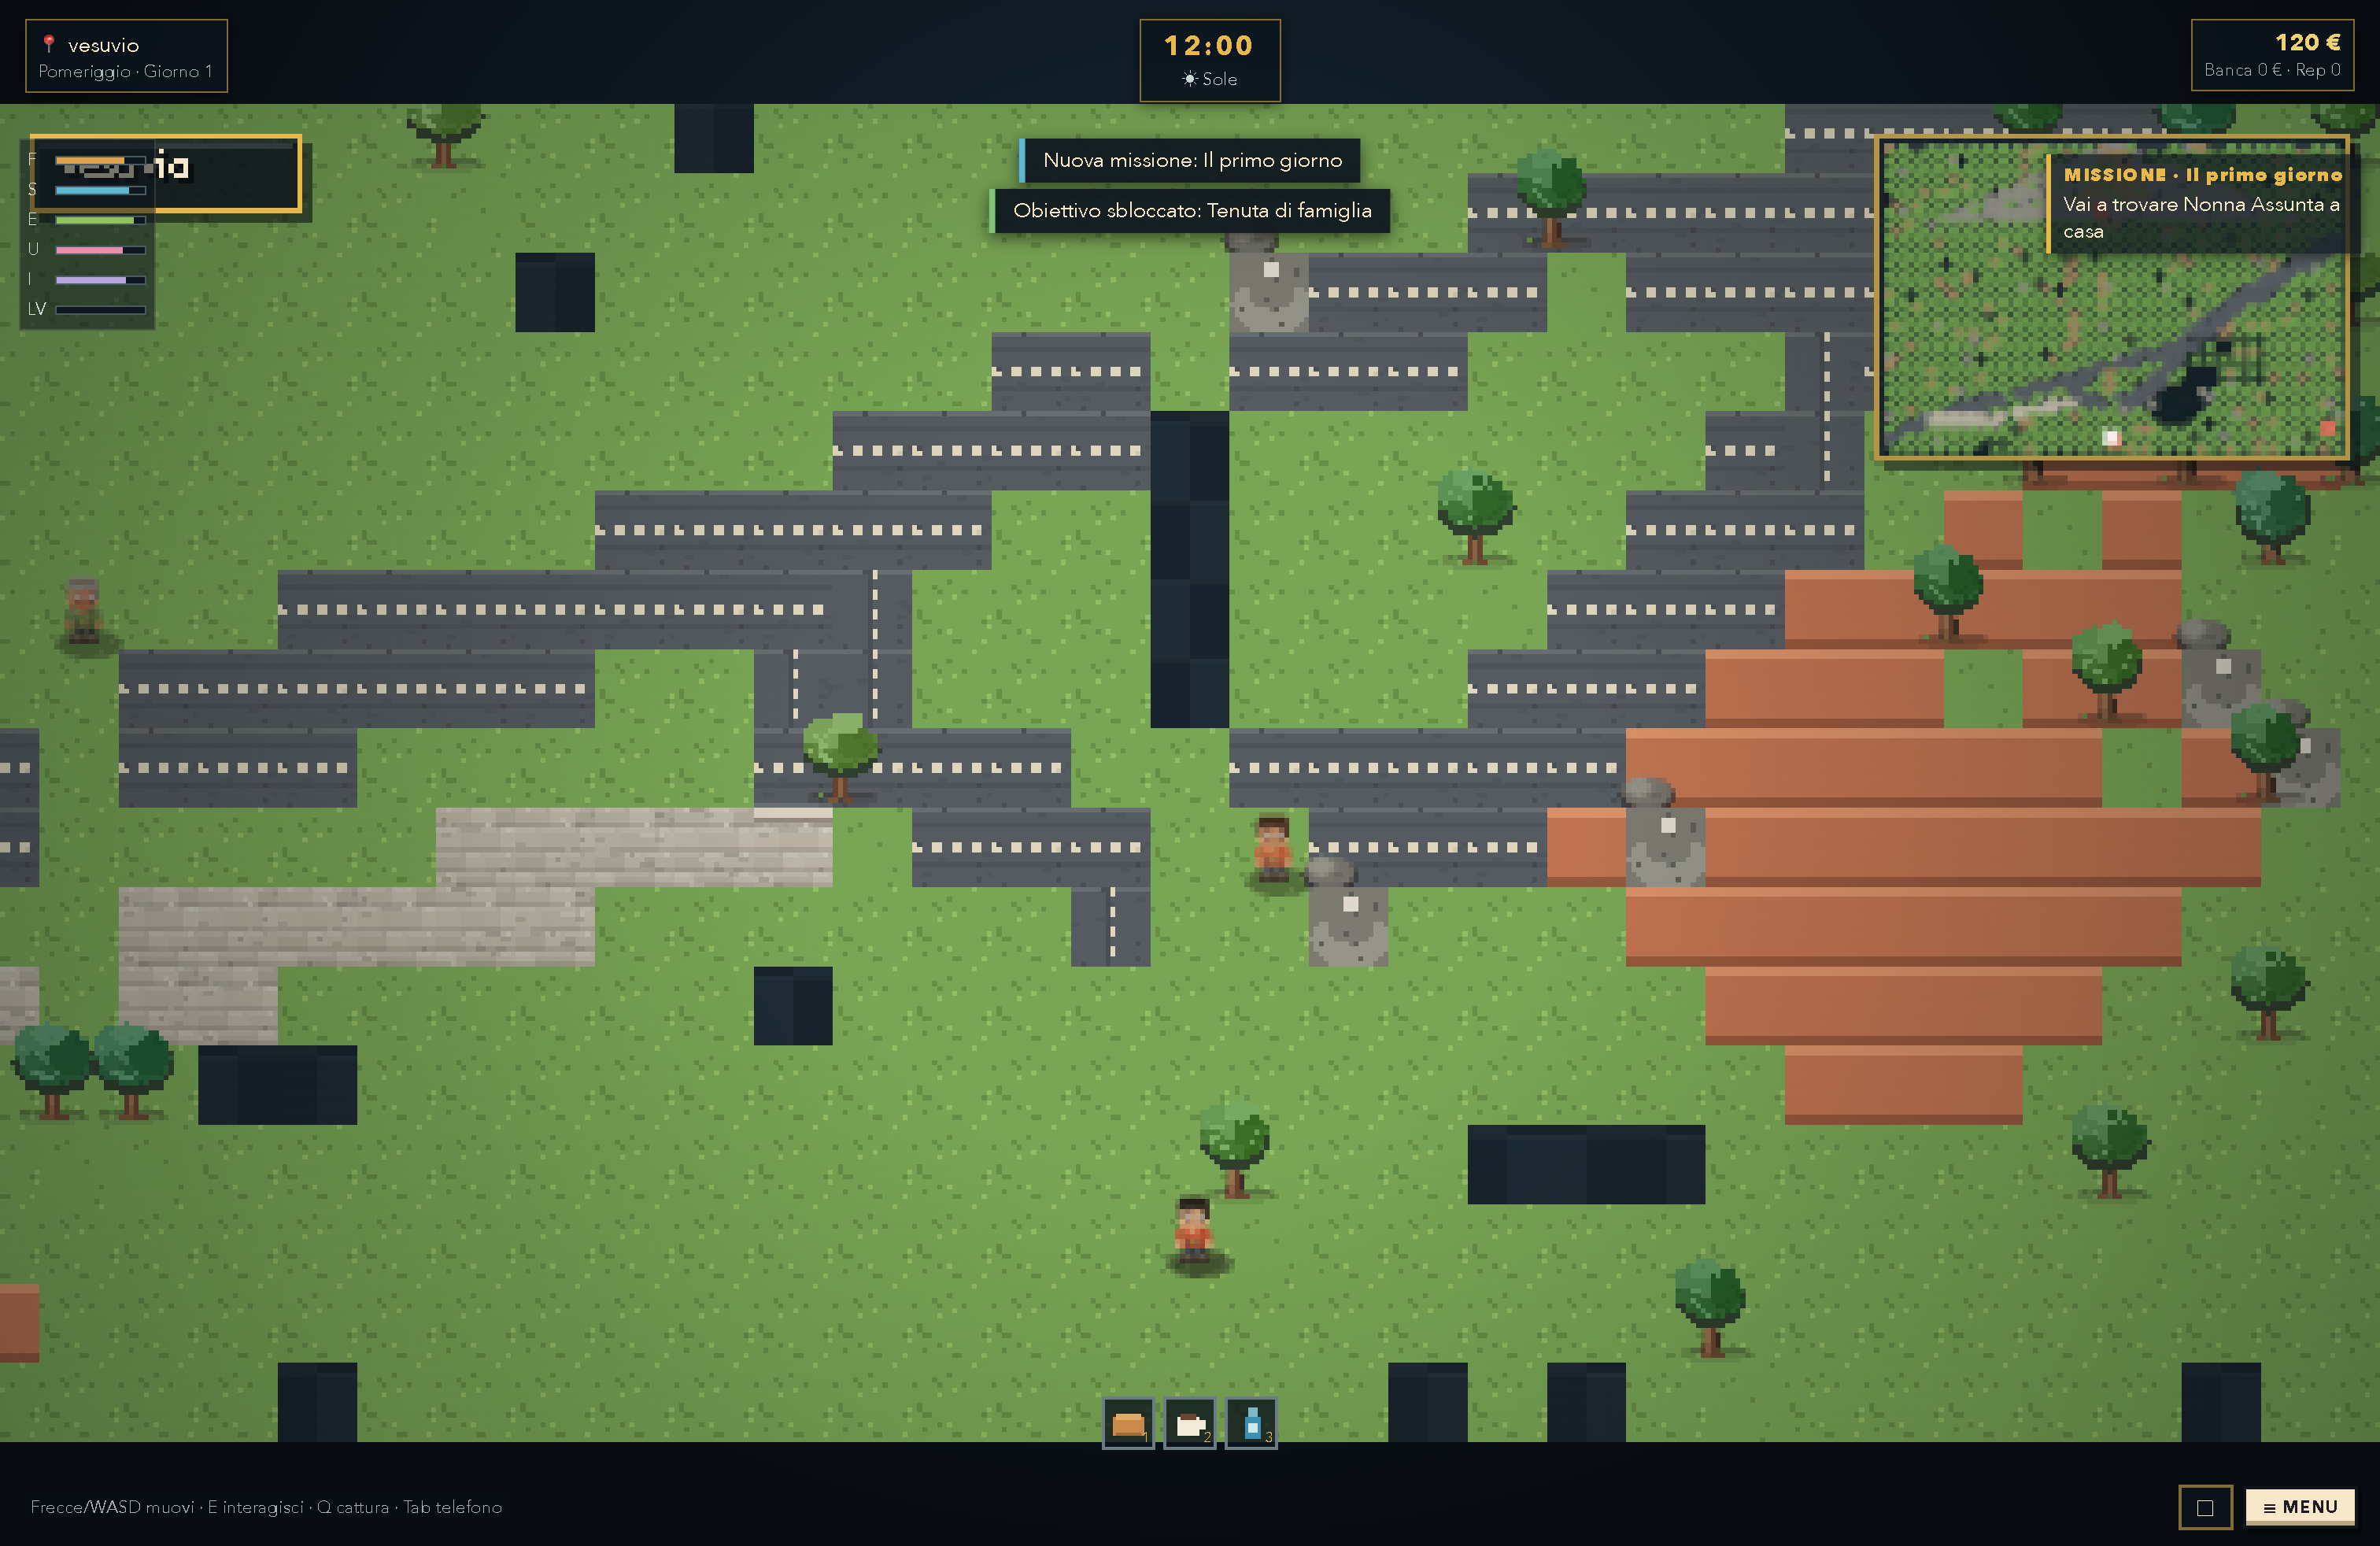 vesuvio
Pomeriggio · Giorno 1
12:00
☀ Sole
120 €
Banca 0 € · Rep 0
F
S
E
U
I
LV
Nuova missione: Il primo giorno
Obiettivo sbloccato: Tenuta di famiglia
MISSIONE · Il primo giorno
Vai a trovare Nonna Assunta a
casa
1
2
3
Frecce/WASD muovi · E interagisci · Q cattura · Tab telefono
≡ MENU